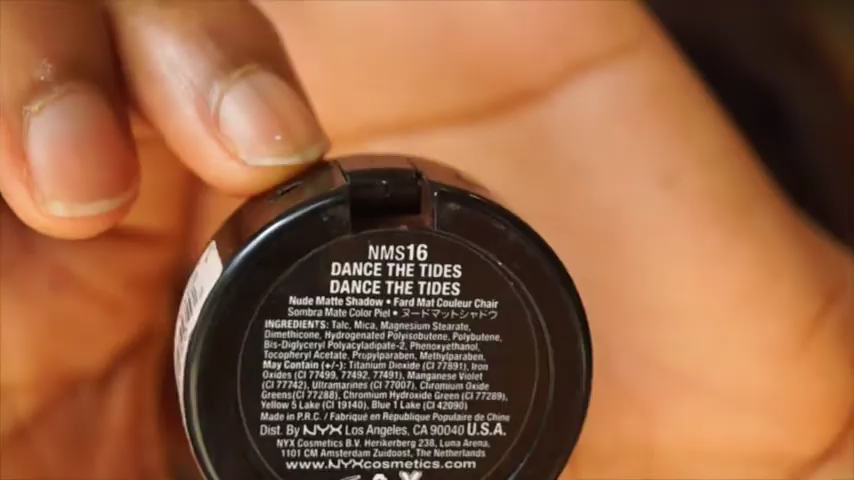 NMS16
DANCE THE TIDES
DANCE THE TIDES
Nude Matte Shadow • Fard Mat Couleur Chair
Sombra Mate Color Piel • ヌードマットシャドウ
INGREDIENTS: Talc, Mica, Magnesium Stearate,
Dimethicone, Hydrogenated Polyisobutene, Polybutene,
Bis-Diglyceryl Polyacyladipate-2, Phenoxyethanol,
Tocopheryl Acetate, Propylparaben, Methylparaben.
May Contain (+/-): Titanium Dioxide (CI 77891), Iron
Oxides (CI 77499, 77492, 77491), Manganese Violet
(CI 77742), Ultramarines (CI 77007), Chromium Oxide
Greens(CI 77288), Chromium Hydroxide Green (CI 77289),
Yellow 5 Lake (CI 19140), Blue 1 Lake (CI 42090)
Made in P.R.C. / Fabriqué en Republique Populaire de Chine
Dist. By NYX Los Angeles, CA 90040 U.S.A.
NYX Cosmetics B.V. Herikerberg 238, Luna Arena,
1101 CM Amsterdam Zuidoost, The Netherlands
www.NYXcosmetics.com